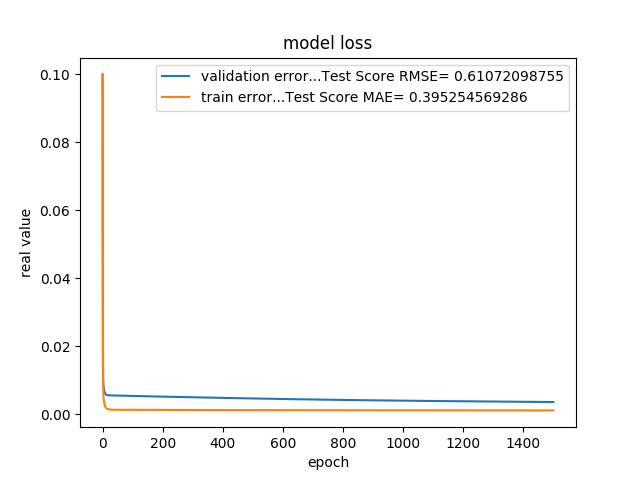 model loss
validation error...Test Score RMSE= 0.61072098755
train error...Test Score MAE= 0.395254569286
real value
0.10
0.08
0.06
0.04
0.02
0.00
0 200 400 600 800 1000 1200 1400
epoch